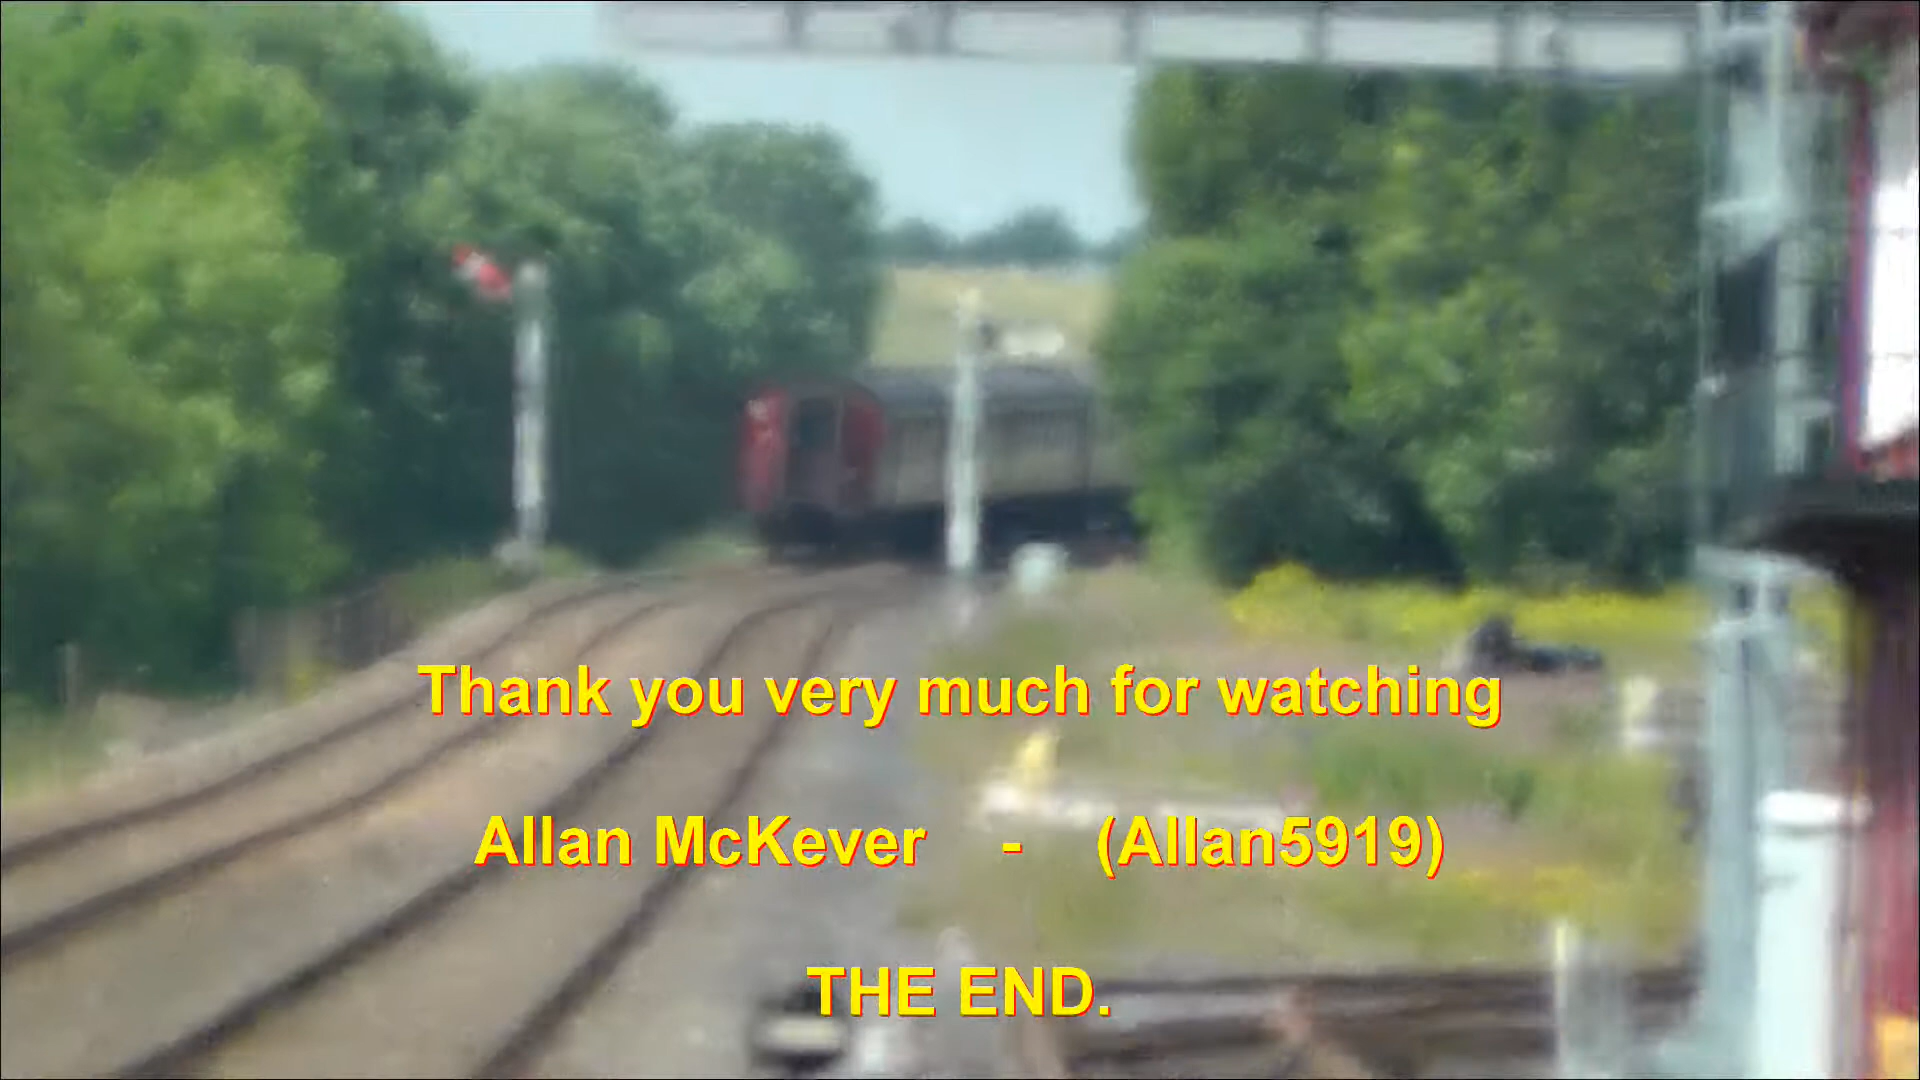 Thank you very much for watching
Allan McKever - (Allan5919)
THE END.